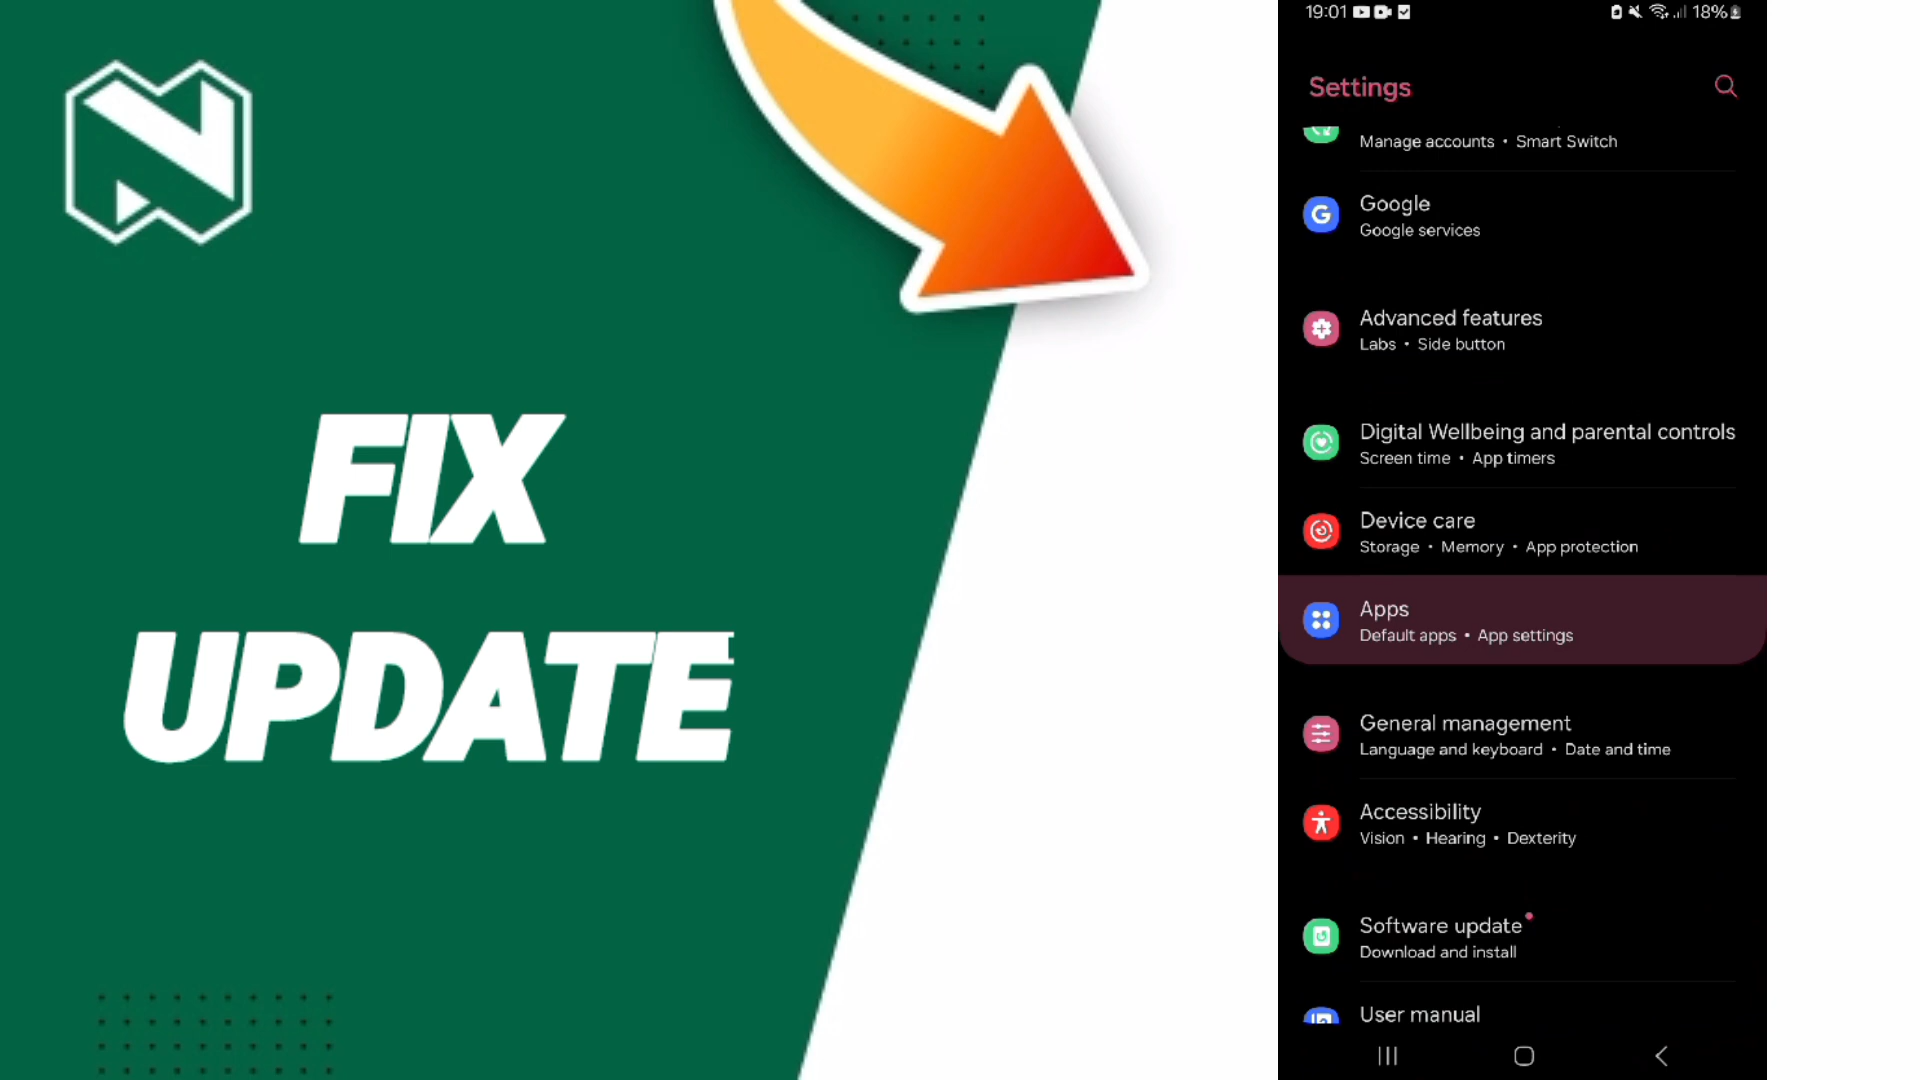 FIX
UPDATE
19:01
18%
Settings
Manage accounts • Smart Switch
Google
Google services
Advanced features
Labs • Side button
Digital Wellbeing and parental controls
Screen time • App timers
Device care
Storage • Memory • App protection
Apps
Default apps • App settings
General management
Language and keyboard • Date and time
Accessibility
Vision • Hearing • Dexterity
Software update
Download and install
User manual